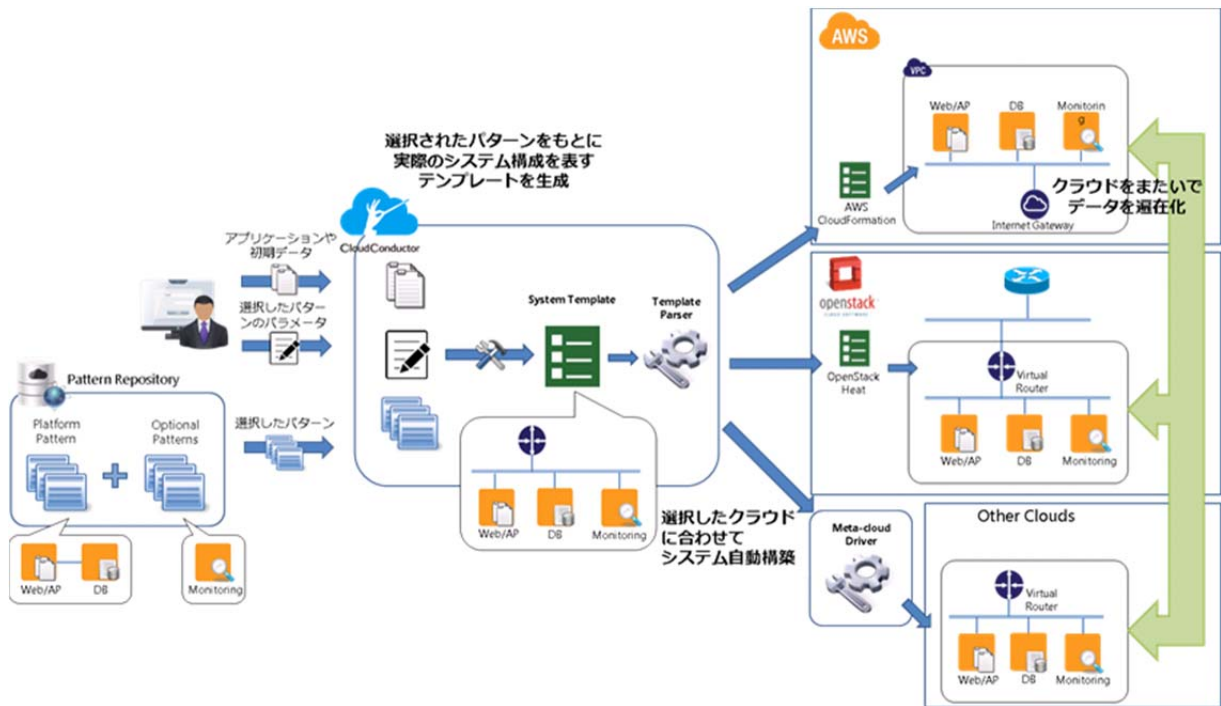 AWS
VPC
Web/AP
DB
Monitorin
g
AWS
CloudFormation
Internet Gateway
クラウドをまたいで
データを遍在化
選択されたパターンをもとに
実際のシステム構成を表す
テンプレートを生成
CloudConductor
アプリケーションや
初期データ
選択したパター
ンのパラメータ
System Template
Template
Parser
openstack
CLOUD SOFTWARE
OpenStack
Heat
Virtual
Router
Web/AP
DB
Monitoring
Pattern Repository
Platform
Pattern
Optional
Patterns
選択したパターン
Web/AP
DB
Monitoring
Web/AP
DB
Monitoring
選択したクラウド
に合わせて
システム自動構築
Meta-cloud
Driver
Other Clouds
Virtual
Router
Web/AP
DB
Monitoring